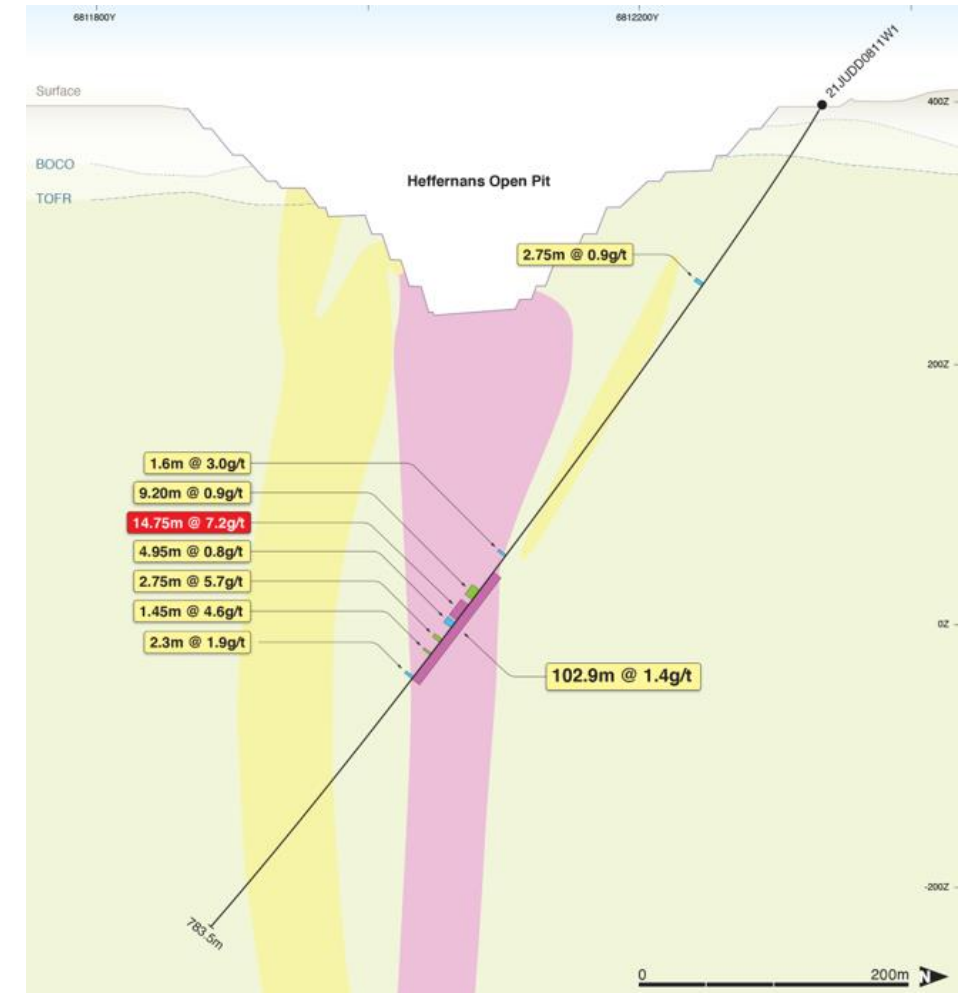 6811800Y
6812200Y
21JUDD0811W1
Surface
400Z
BOCO
Heffernans Open Pit
TOFR
2.75m @ 0.9g/t
200Z
1.6m @ 3.0g/t
9.20m @ 0.9g/t
14.75m @ 7.2g/t
4.95m @ 0.8g/t
2.75m @ 5.7g/t
1.45m @ 4.6g/t
2.3m @ 1.9g/t
0Z
102.9m @ 1.4g/t
-200Z
783.5m
0
200m
N